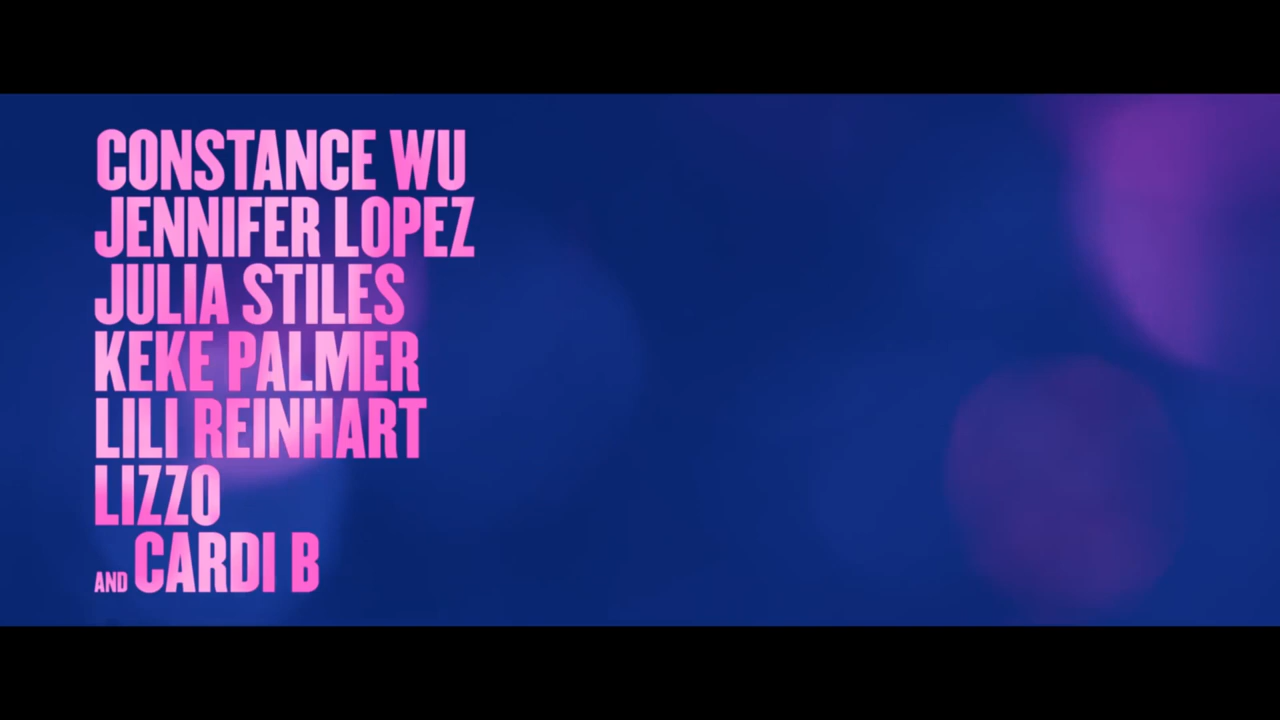 CONSTANCE WU
JENNIFER LOPEZ
JULIA STILES
KEKE PALMER
LILI REINHART
LIZZO
AND CARDI B